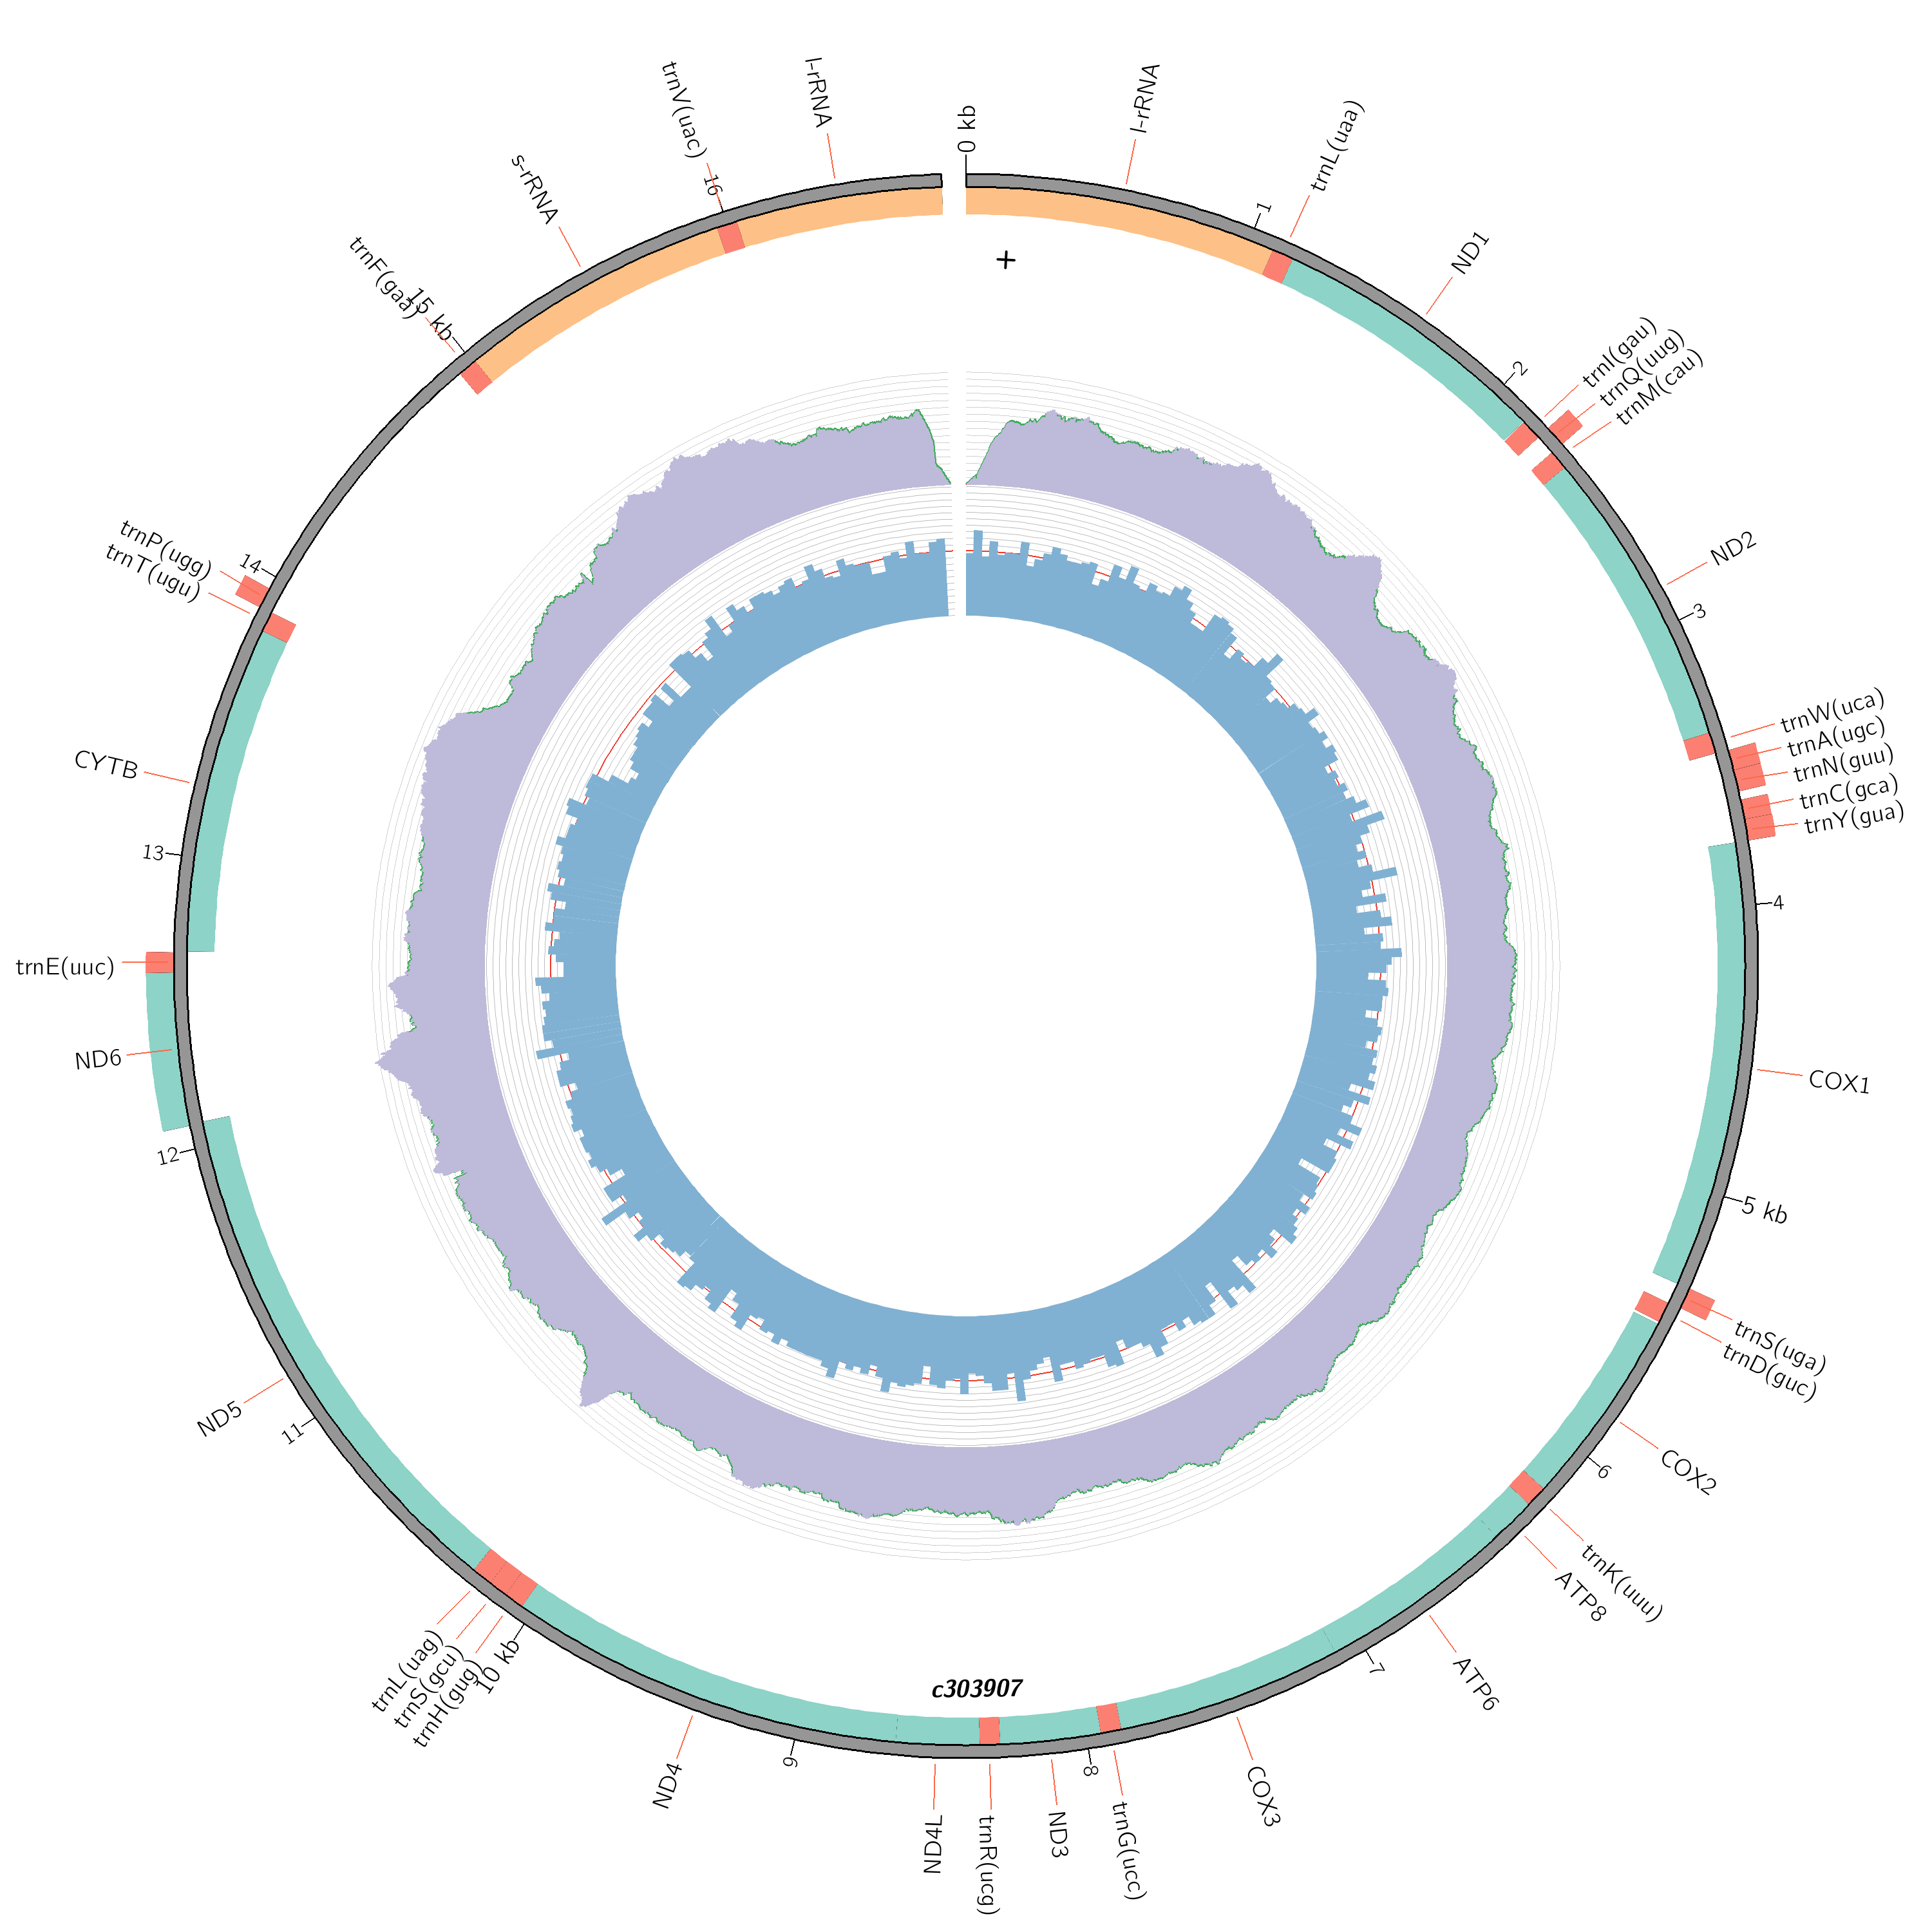 0 kb
l-rRNA
1
trnL(uaa)
ND1
2
trnI(gau)
trnQ(uug)
trnM(cau)
ND2
3
trnW(uca)
trnA(ugc)
trnN(guu)
trnC(gca)
trnY(gua)
4
COX1
5 kb
trnS(uga)
trnD(guc)
COX2
6
trnK(uuu)
ATP8
ATP6
7
COX3
trnG(ucc)
8
ND3
trnR(ucg)
ND4L
9
ND4
10 kb
trnH(gug)
trnS(gcu)
trnL(uag)
11
ND5
12
ND6
trnE(uuc)
13
CYTB
trnT(ugu)
trnP(ugg)
14
15 kb
trnF(gaa)
s-rRNA
16
trnV(uac)
l-rRNA
+
c303907